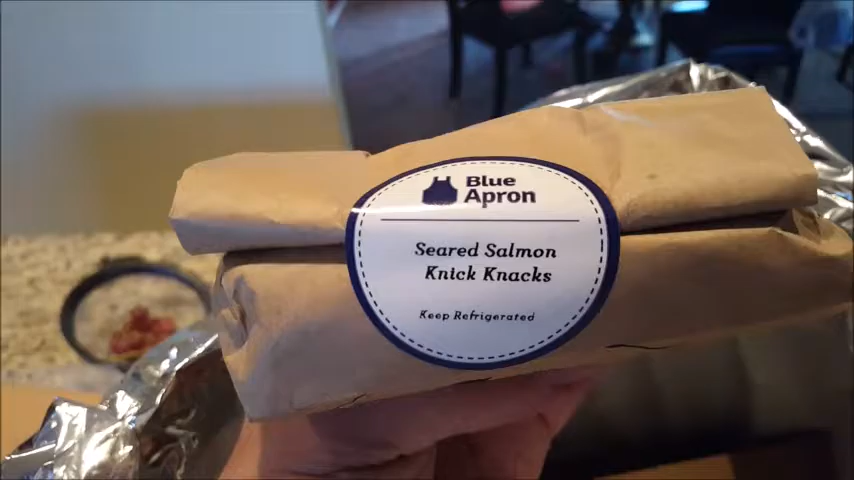 Blue
Apron
Seared Salmon
Knick Knacks
Keep Refrigerated